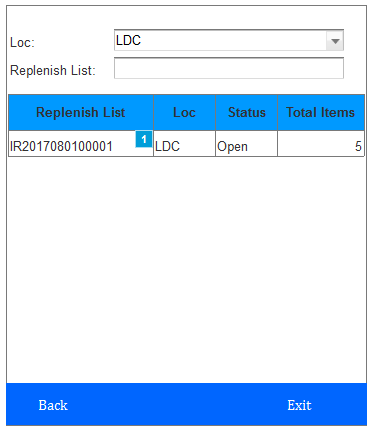 Loc: LDC
Replenish List:
Replenish List Loc Status Total Items
IR2017080100001 1 LDC Open 5
Back Exit